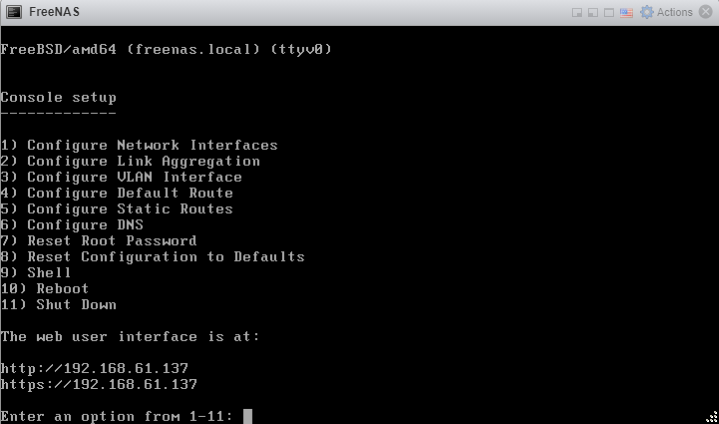 FreeNAS
Actions
FreeBSD/amd64 (freenas.local) (ttyv0)
Console setup
-------------
1) Configure Network Interfaces
2) Configure Link Aggregation
3) Configure VLAN Interface
4) Configure Default Route
5) Configure Static Routes
6) Configure DNS
7) Reset Root Password
8) Reset Configuration to Defaults
9) Shell
10) Reboot
11) Shut Down
The web user interface is at:
http://192.168.61.137
https://192.168.61.137
Enter an option from 1-11: